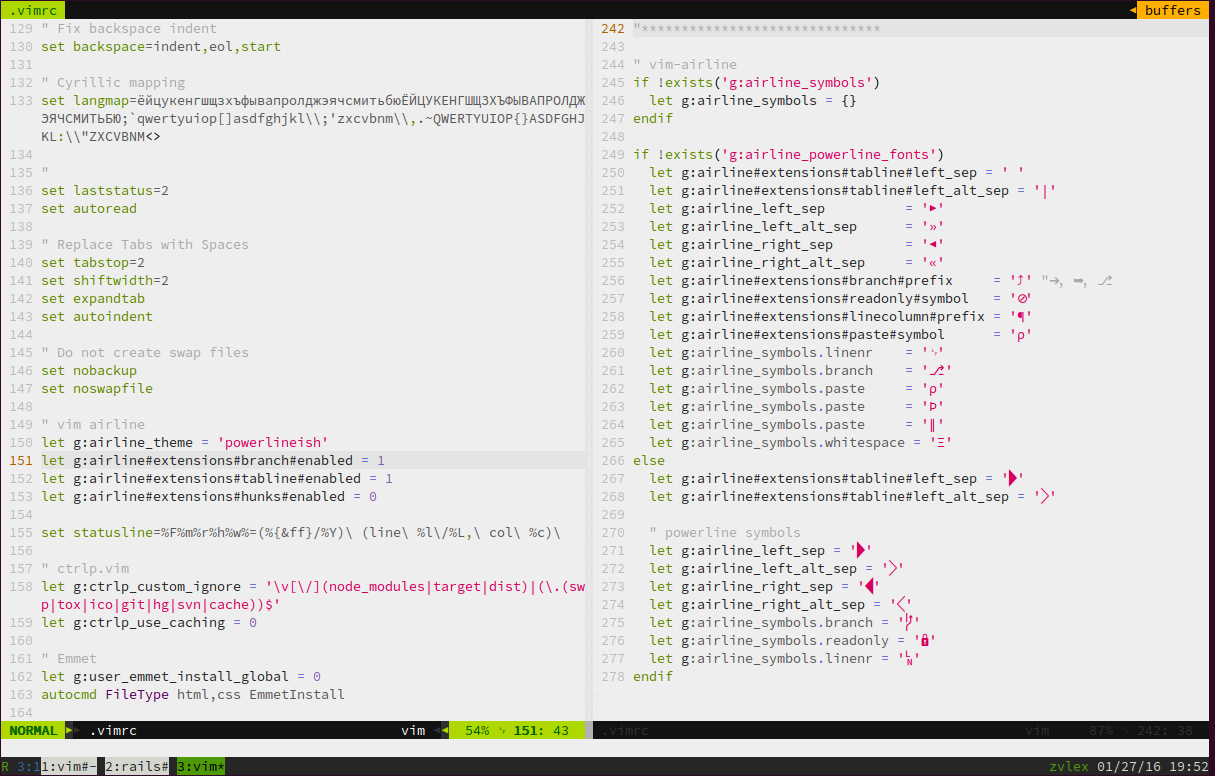 .vimrc
buffers
129 " Fix backspace indent
130 set backspace=indent,eol,start
131
132 " Cyrillic mapping
133 set langmap=ёйцукенгшщзхъфывапролджэячсмитьбюЁЙЦУКЕНГШЩЗХЪФЫВАПРОЛДЖ
ЭЯЧСМИТЬБЮ;`qwertyuiop[]asdfghjkl\\;'zxcvbnm\\,.~QWERTYUIOP{}ASDFGHJ
KL:\\"ZXCVBNM<>
134
135 "
136 set laststatus=2
137 set autoread
138
139 " Replace Tabs with Spaces
140 set tabstop=2
141 set shiftwidth=2
142 set expandtab
143 set autoindent
144
145 " Do not create swap files
146 set nobackup
147 set noswapfile
148
149 " vim airline
150 let g:airline_theme = 'powerlineish'
151 let g:airline#extensions#branch#enabled = 1
152 let g:airline#extensions#tabline#enabled = 1
153 let g:airline#extensions#hunks#enabled = 0
154
155 set statusline=%F%m%r%h%w%=(%{&ff}/%Y)\ (line\ %l\/%L,\ col\ %c)\
156
157 " ctrlp.vim
158 let g:ctrlp_custom_ignore = '\v[\/](node_modules|target|dist)|(\.(sw
p|tox|ico|git|hg|svn|cache))$'
159 let g:ctrlp_use_caching = 0
160
161 " Emmet
162 let g:user_emmet_install_global = 0
163 autocmd FileType html,css EmmetInstall
164
242 "******************************
243
244 " vim-airline
245 if !exists('g:airline_symbols')
246   let g:airline_symbols = {}
247 endif
248
249 if !exists('g:airline_powerline_fonts')
250   let g:airline#extensions#tabline#left_sep = ' '
251   let g:airline#extensions#tabline#left_alt_sep = '|'
252   let g:airline_left_sep          = '▶'
253   let g:airline_left_alt_sep      = '»'
254   let g:airline_right_sep         = '◀'
255   let g:airline_right_alt_sep     = '«'
256   let g:airline#extensions#branch#prefix     = '⤴' "➔, ➥, ⎇
257   let g:airline#extensions#readonly#symbol   = '⊘'
258   let g:airline#extensions#linecolumn#prefix = '¶'
259   let g:airline#extensions#paste#symbol      = 'ρ'
260   let g:airline_symbols.linenr    = '␊'
261   let g:airline_symbols.branch    = '⎇'
262   let g:airline_symbols.paste     = 'ρ'
263   let g:airline_symbols.paste     = 'Þ'
264   let g:airline_symbols.paste     = '∥'
265   let g:airline_symbols.whitespace = 'Ξ'
266 else
267   let g:airline#extensions#tabline#left_sep = ''
268   let g:airline#extensions#tabline#left_alt_sep = ''
269
270   " powerline symbols
271   let g:airline_left_sep = ''
272   let g:airline_left_alt_sep = ''
273   let g:airline_right_sep = ''
274   let g:airline_right_alt_sep = ''
275   let g:airline_symbols.branch = ''
276   let g:airline_symbols.readonly = ''
277   let g:airline_symbols.linenr = ''
278 endif
NORMAL .vimrc vim 54% ␊ 151: 43
.vimrc vim 87% ␊ 242: 38
R 3:1 1:vim#- 2:rails# 3:vim* zvlex 01/27/16 19:52